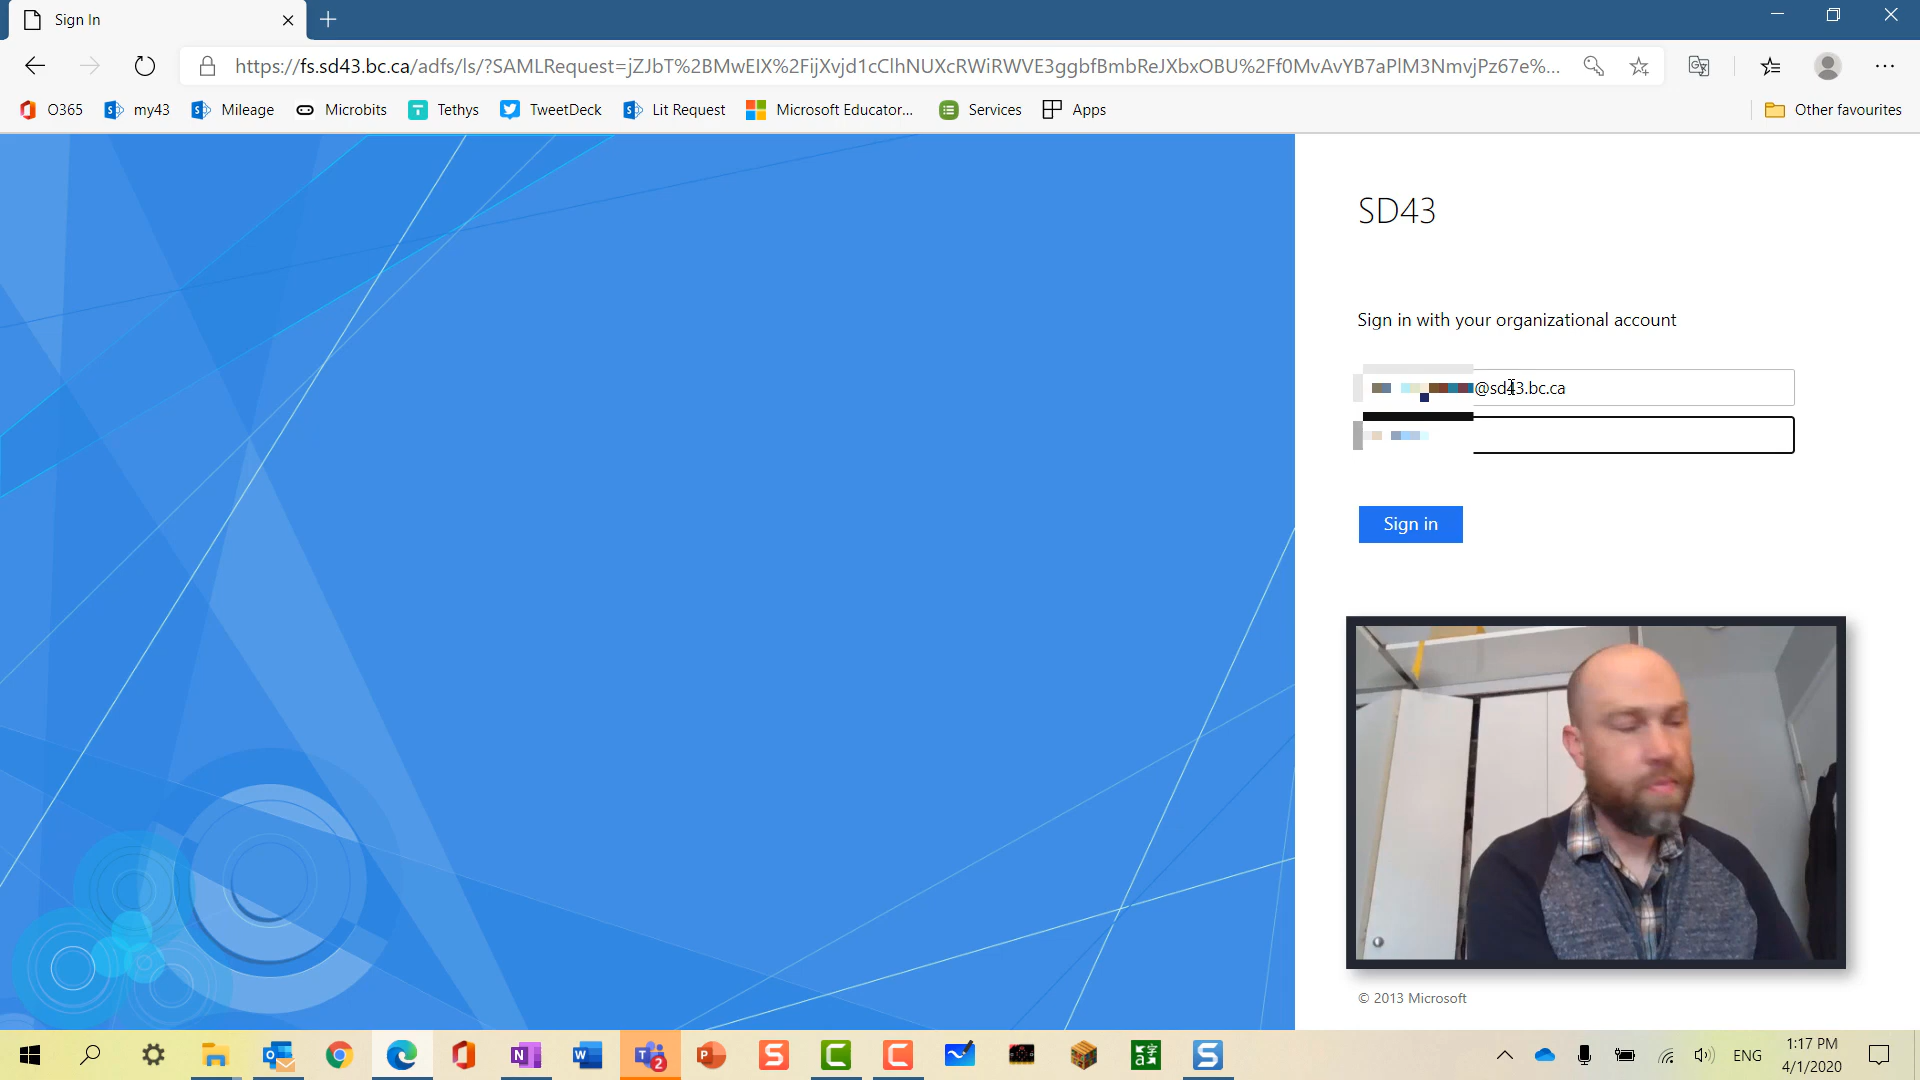 Sign In
https://fs.sd43.bc.ca/adfs/ls/?SAMLRequest=jZJbT%2BMwEIX%2FijXvjd1cClhNUXcRWiRWVE3ggbfBmbReJXbxOBU%2Ff0MvAvYB7aPlM3NmvjPz67e%...
O365
my43
Mileage
Microbits
Tethys
TweetDeck
Lit Request
Microsoft Educator...
Services
Apps
Other favourites
SD43
Sign in with your organizational account
@sd43.bc.ca
Sign in
© 2013 Microsoft
2
ENG
1:17 PM
4/1/2020